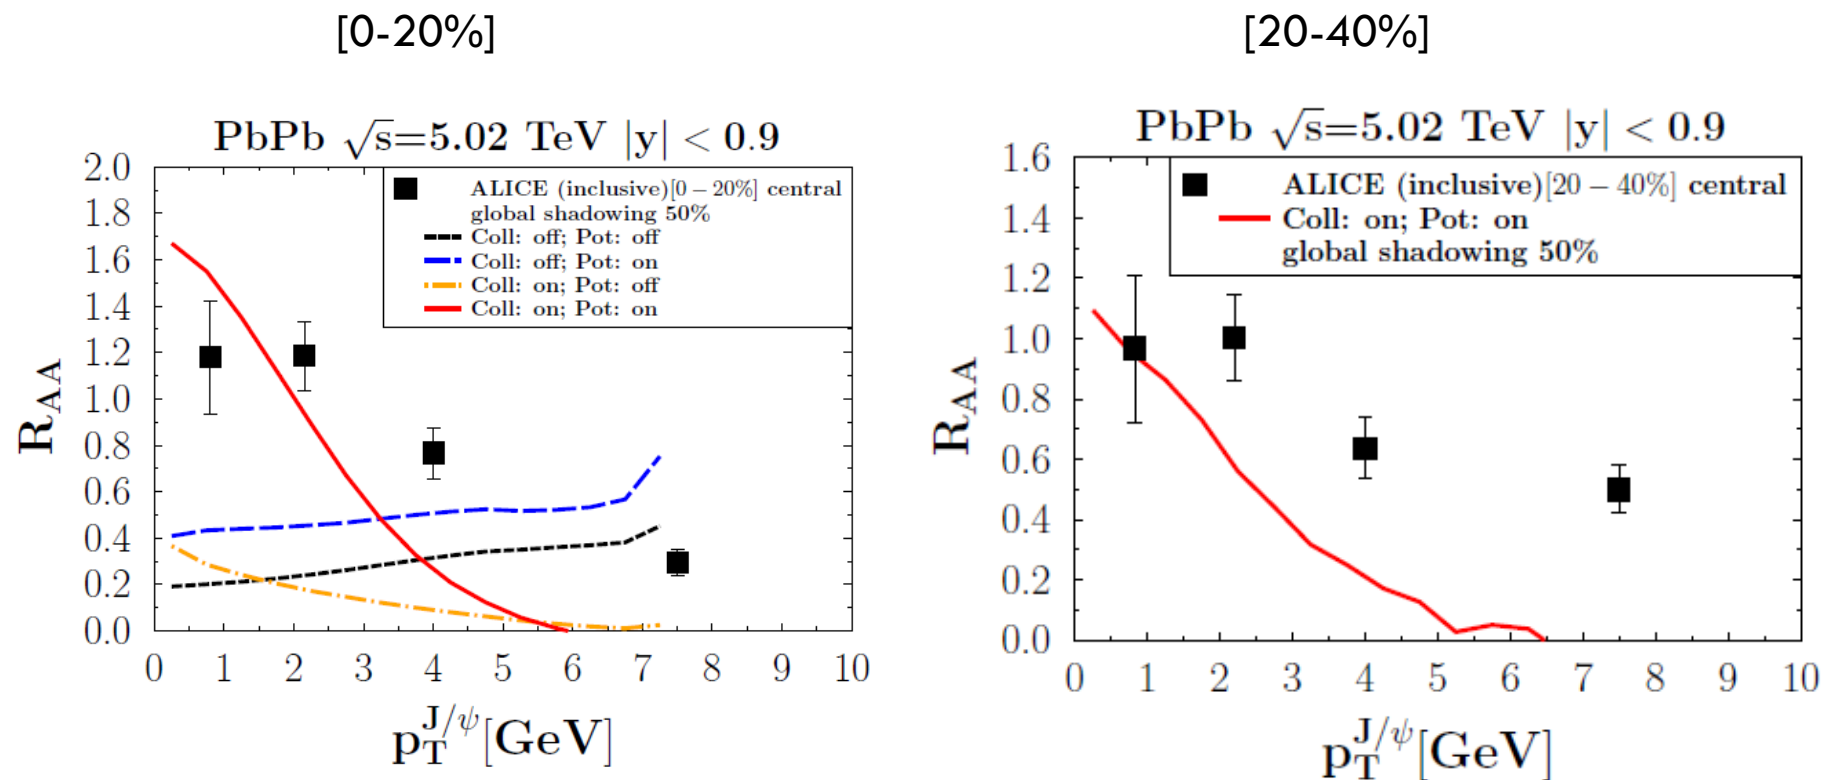 [0-20%]
PbPb √s=5.02 TeV |y| < 0.9
ALICE (inclusive)[0 − 20%] central
global shadowing 50%
Coll: off; Pot: off
Coll: off; Pot: on
Coll: on; Pot: off
Coll: on; Pot: on
2.0
1.8
1.6
1.4
1.2
1.0
0.8
0.6
0.4
0.2
0.0
R_AA
0 1 2 3 4 5 6 7 8 9 10
p_T^J/ψ[GeV]
[20-40%]
PbPb √s=5.02 TeV |y| < 0.9
ALICE (inclusive)[20 − 40%] central
Coll: on; Pot: on
global shadowing 50%
1.6
1.4
1.2
1.0
0.8
0.6
0.4
0.2
0.0
R_AA
0 1 2 3 4 5 6 7 8 9 10
p_T^J/ψ[GeV]